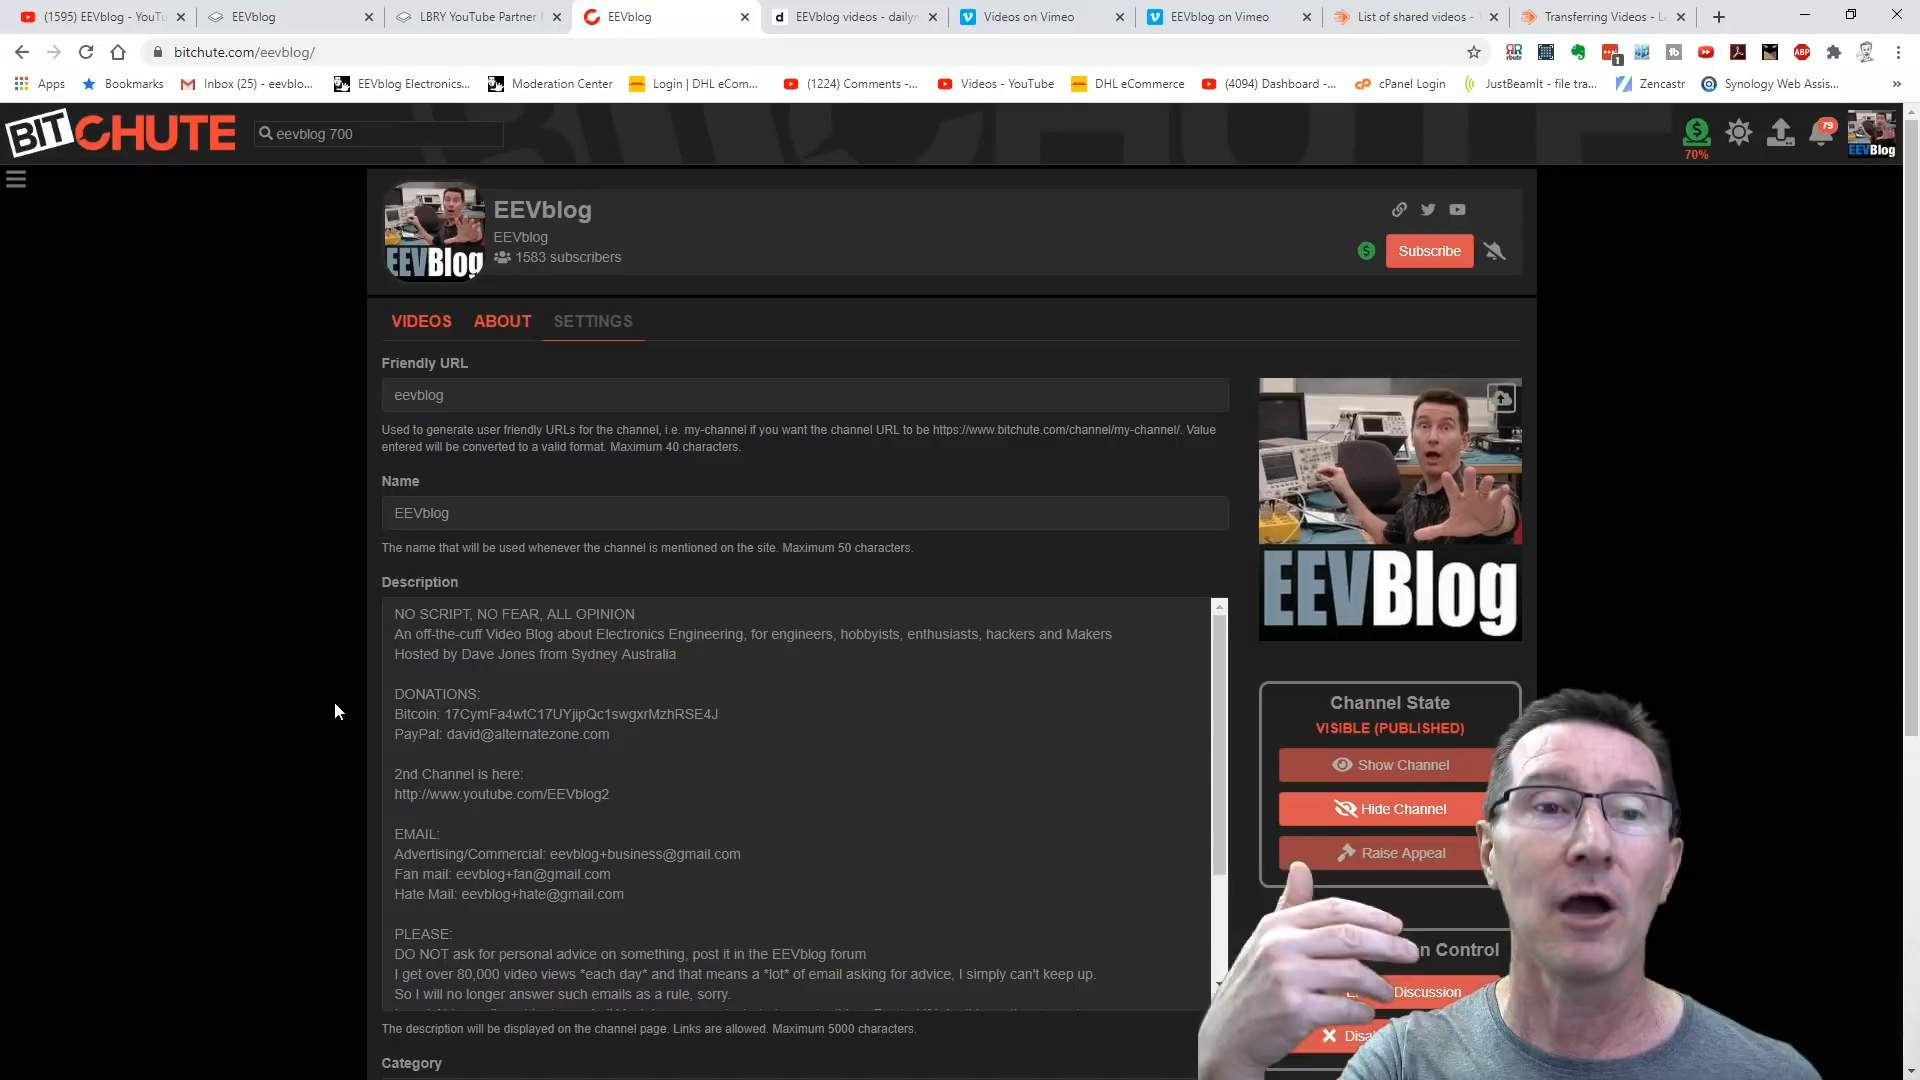 (1595) EEVblog - YouTu
EEVblog
LBRY YouTube Partner
EEVblog
EEVblog videos - dailym
Videos on Vimeo
EEVblog on Vimeo
List of shared videos -
Transferring Videos - Le
bitchute.com/eevblog/
Apps
Bookmarks
Inbox (25) - eevblo...
EEVblog Electronics...
Moderation Center
Login | DHL eCom...
(1224) Comments -...
Videos - YouTube
DHL eCommerce
(4094) Dashboard -...
cPanel Login
JustBeamIt - file tra...
Zencastr
Synology Web Assis...
BITCHUTE
eevblog 700
70%
79
EEVBlog
EEVblog
EEVblog
1583 subscribers
EEVBlog
Subscribe
VIDEOS ABOUT SETTINGS
Friendly URL
eevblog
Used to generate user friendly URLs for the channel, i.e. my-channel if you want the channel URL to be https://www.bitchute.com/channel/my-channel/. Value
entered will be converted to a valid format. Maximum 40 characters.
Name
EEVblog
The name that will be used whenever the channel is mentioned on the site. Maximum 50 characters.
Description
NO SCRIPT, NO FEAR, ALL OPINION
An off-the-cuff Video Blog about Electronics Engineering, for engineers, hobbyists, enthusiasts, hackers and Makers
Hosted by Dave Jones from Sydney Australia
DONATIONS:
Bitcoin: 17CymFa4wtC17UYjipQc1swgxrMzhRSE4J
PayPal: david@alternatezone.com
2nd Channel is here:
http://www.youtube.com/EEVblog2
EMAIL:
Advertising/Commercial: eevblog+business@gmail.com
Fan mail: eevblog+fan@gmail.com
Hate Mail: eevblog+hate@gmail.com
PLEASE:
DO NOT ask for personal advice on something, post it in the EEVblog forum
I get over 80,000 video views *each day* and that means a *lot* of email asking for advice, I simply can't keep up.
So I will no longer answer such emails as a rule, sorry.
The description will be displayed on the channel page. Links are allowed. Maximum 5000 characters.
Category
EEVBlog
Channel State
VISIBLE (PUBLISHED)
Show Channel
Hide Channel
Raise Appeal
n Control
Discussion
Disa